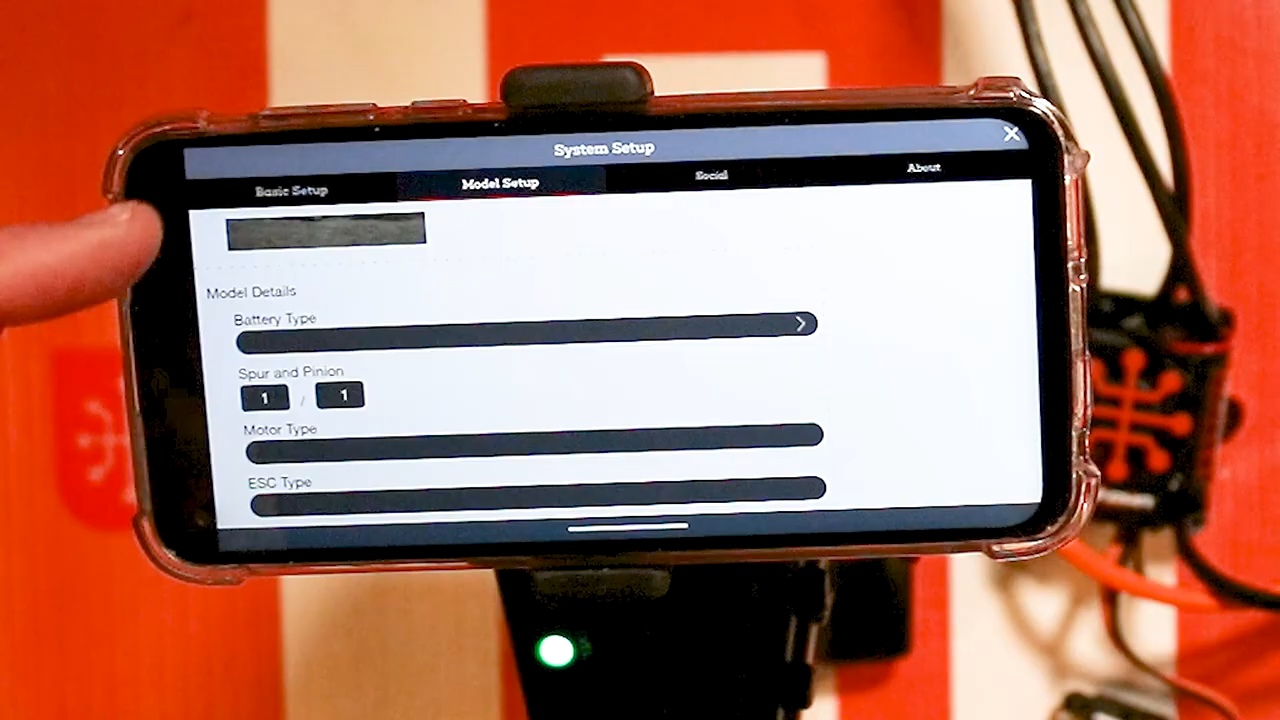 System Setup
Basic Setup Model Setup Social About
Model Details
Battery Type
Spur and Pinion
1 / 1
Motor Type
ESC Type